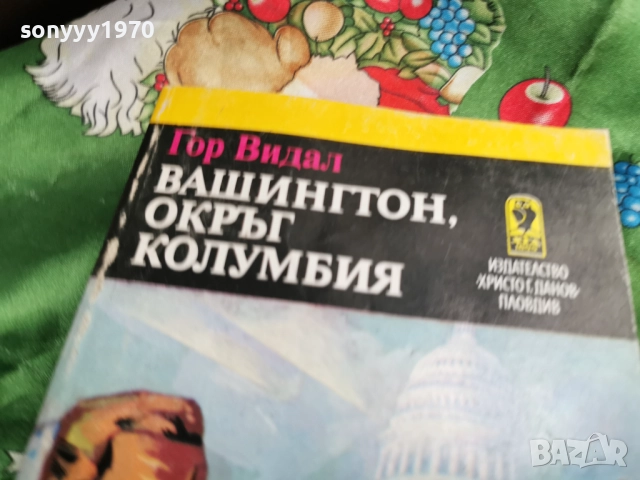 sonyyy1970
Гор Видал
ВАШИНГТОН,
ОКРЪГ
КОЛУМБИЯ
ИЗДАТЕЛСТВО
·ХРИСТО Г. ДАНОВ·
ПЛОВДИВ
BAZAR